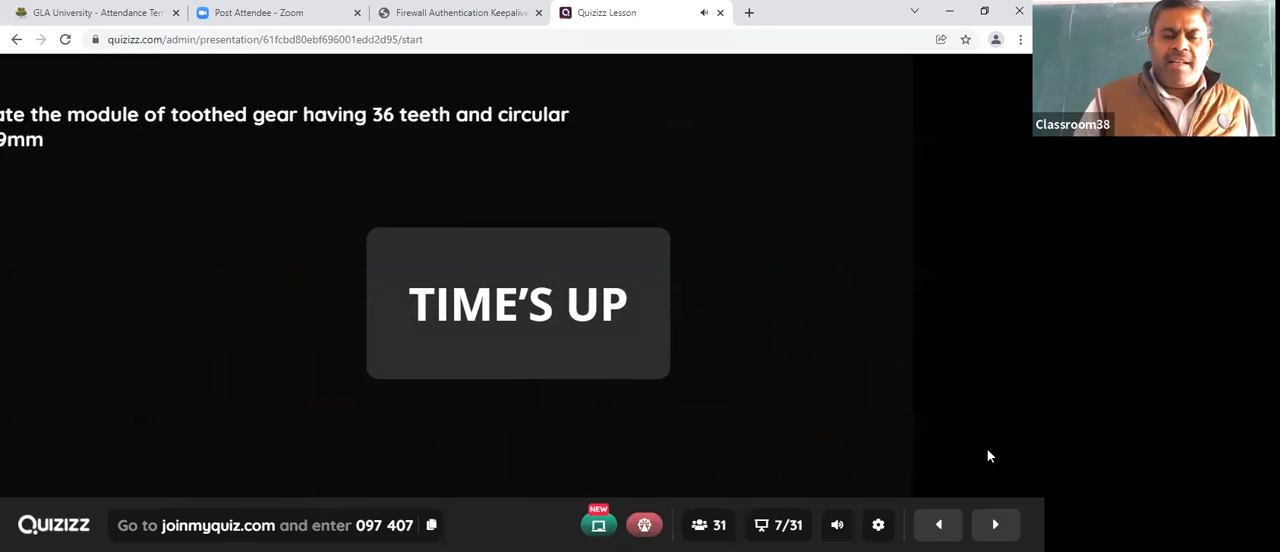 GLA University - Attendance Ter
Post Attendee - Zoom
Firewall Authentication Keepalive
Quizizz Lesson
quizizz.com/admin/presentation/61fcbd80ebf696001edd2d95/start
ate the module of toothed gear having 36 teeth and circular
9mm
TIME'S UP
Classroom38
QUIZIZZ
Go to joinmyquiz.com and enter 097 407
NEW
31
7/31